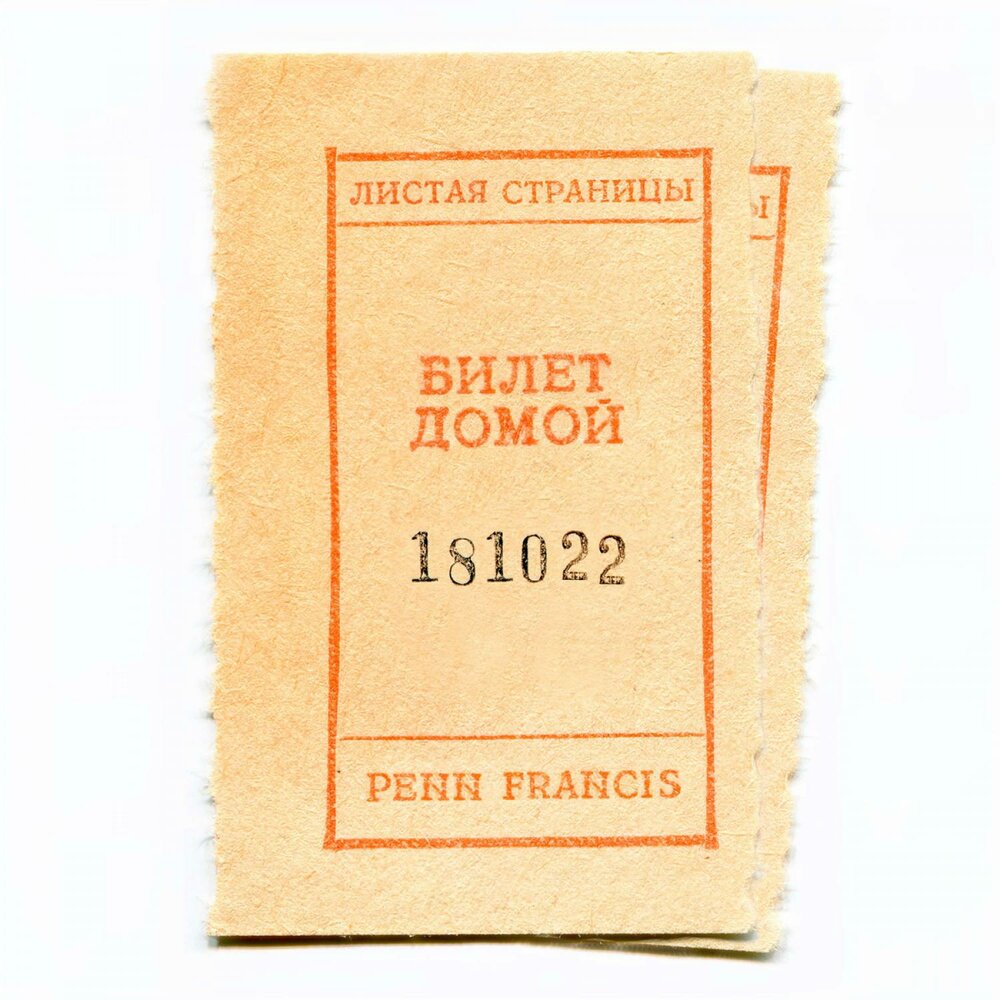 ЛИСТАЯ СТРАНИЦЫ
Ы
БИЛЕТ
ДОМОЙ
181022
PENN FRANCIS